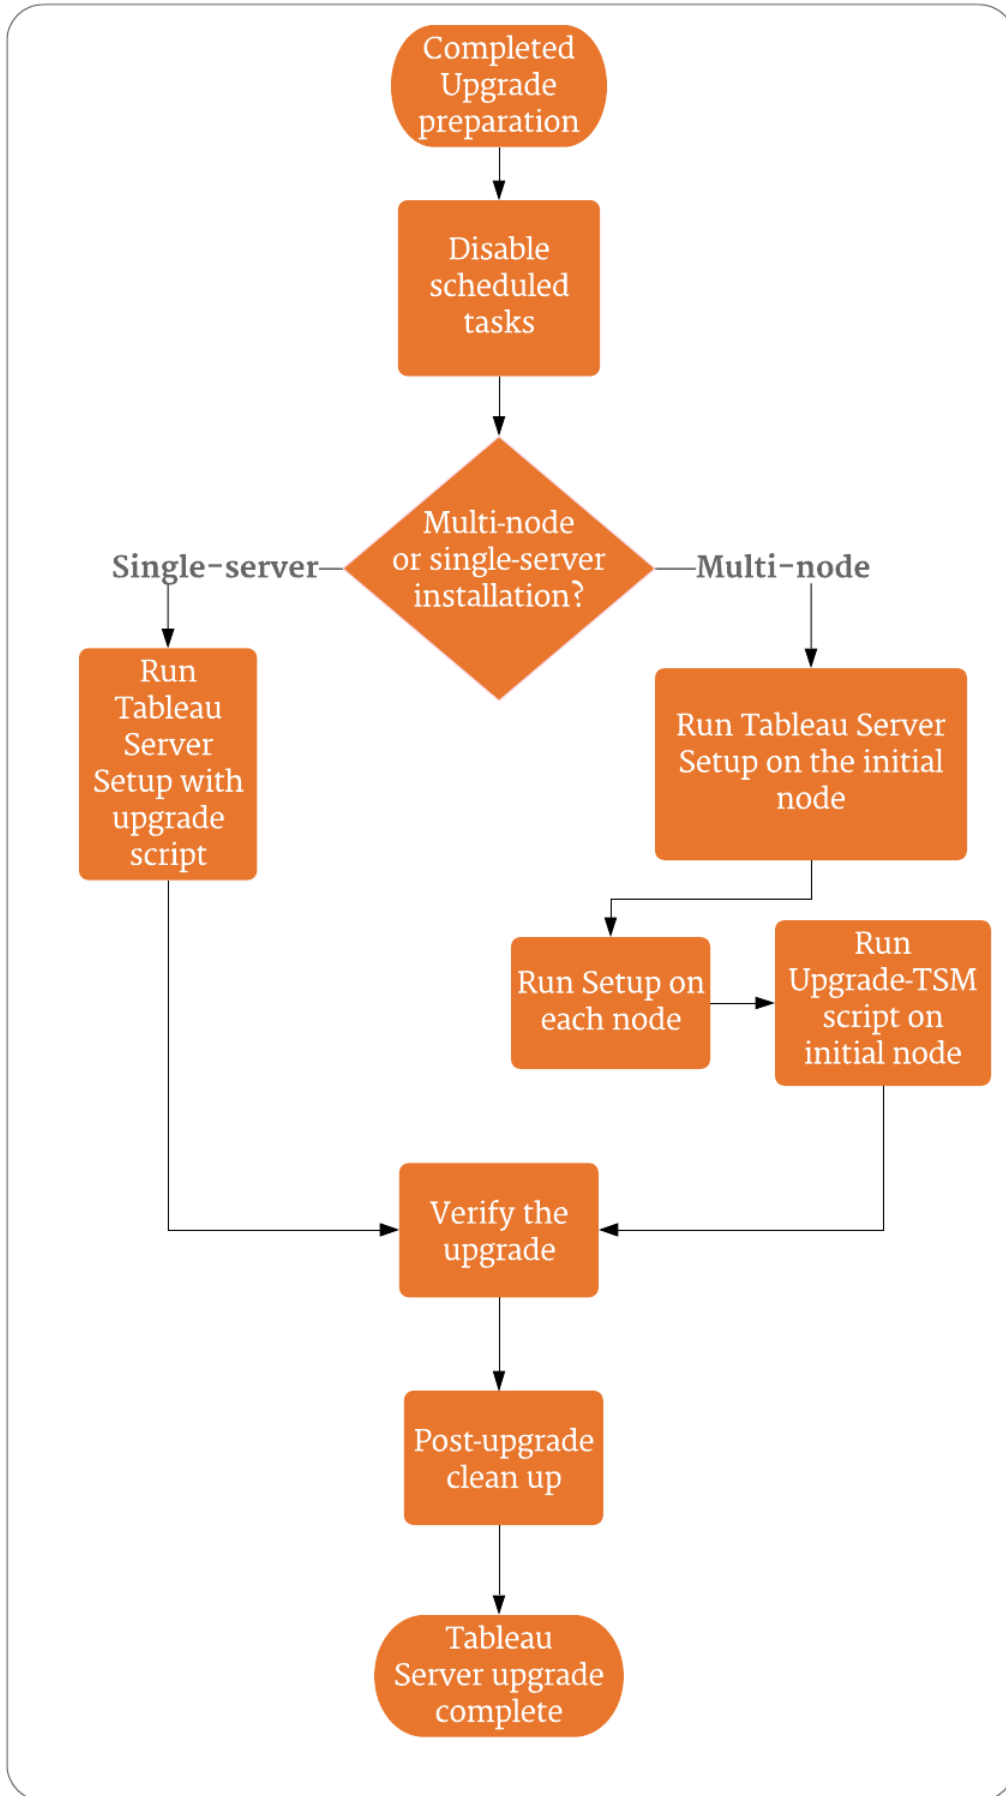 Completed
Upgrade
preparation
Disable
scheduled
tasks
Multi-node
or single-server
installation?
Single-server
Multi-node
Run
Tableau
Server
Setup with
upgrade
script
Run Tableau Server
Setup on the initial
node
Run Setup on
each node
Run
Upgrade-TSM
script on
initial node
Verify the
upgrade
Post-upgrade
clean up
Tableau
Server upgrade
complete